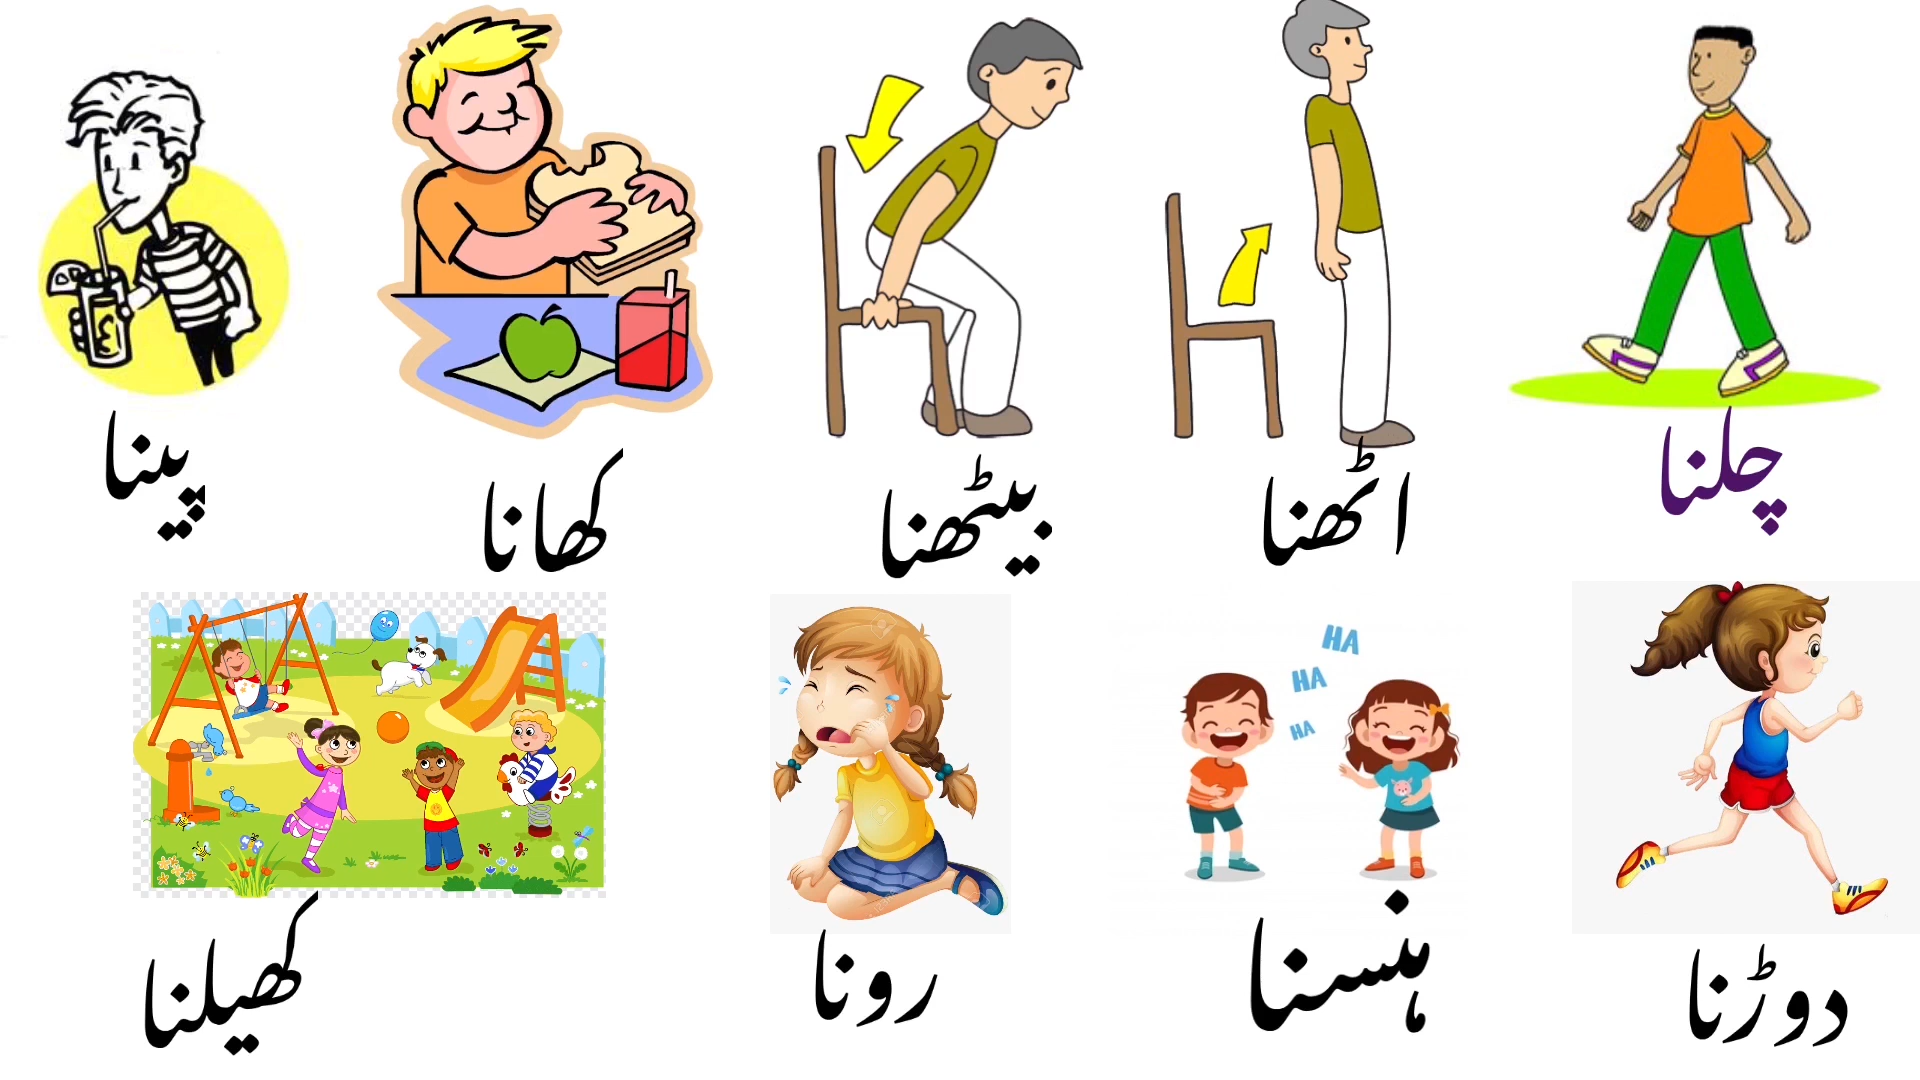 چلنا
اٹھنا
بیٹھنا
کھانا
پینا
HA
HA
HA
دوڑنا
ہنسنا
رونا
کھیلنا